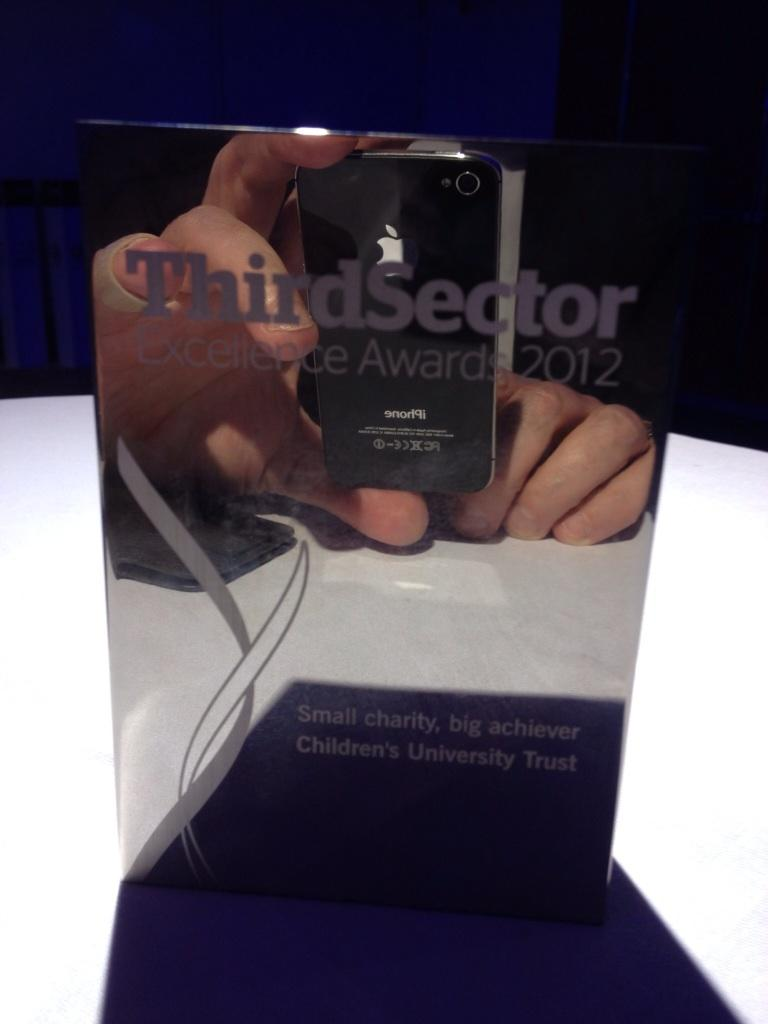 ThirdSector
Excellence Awards 2012
iPhone
Small charity, big achiever
Children's University Trust